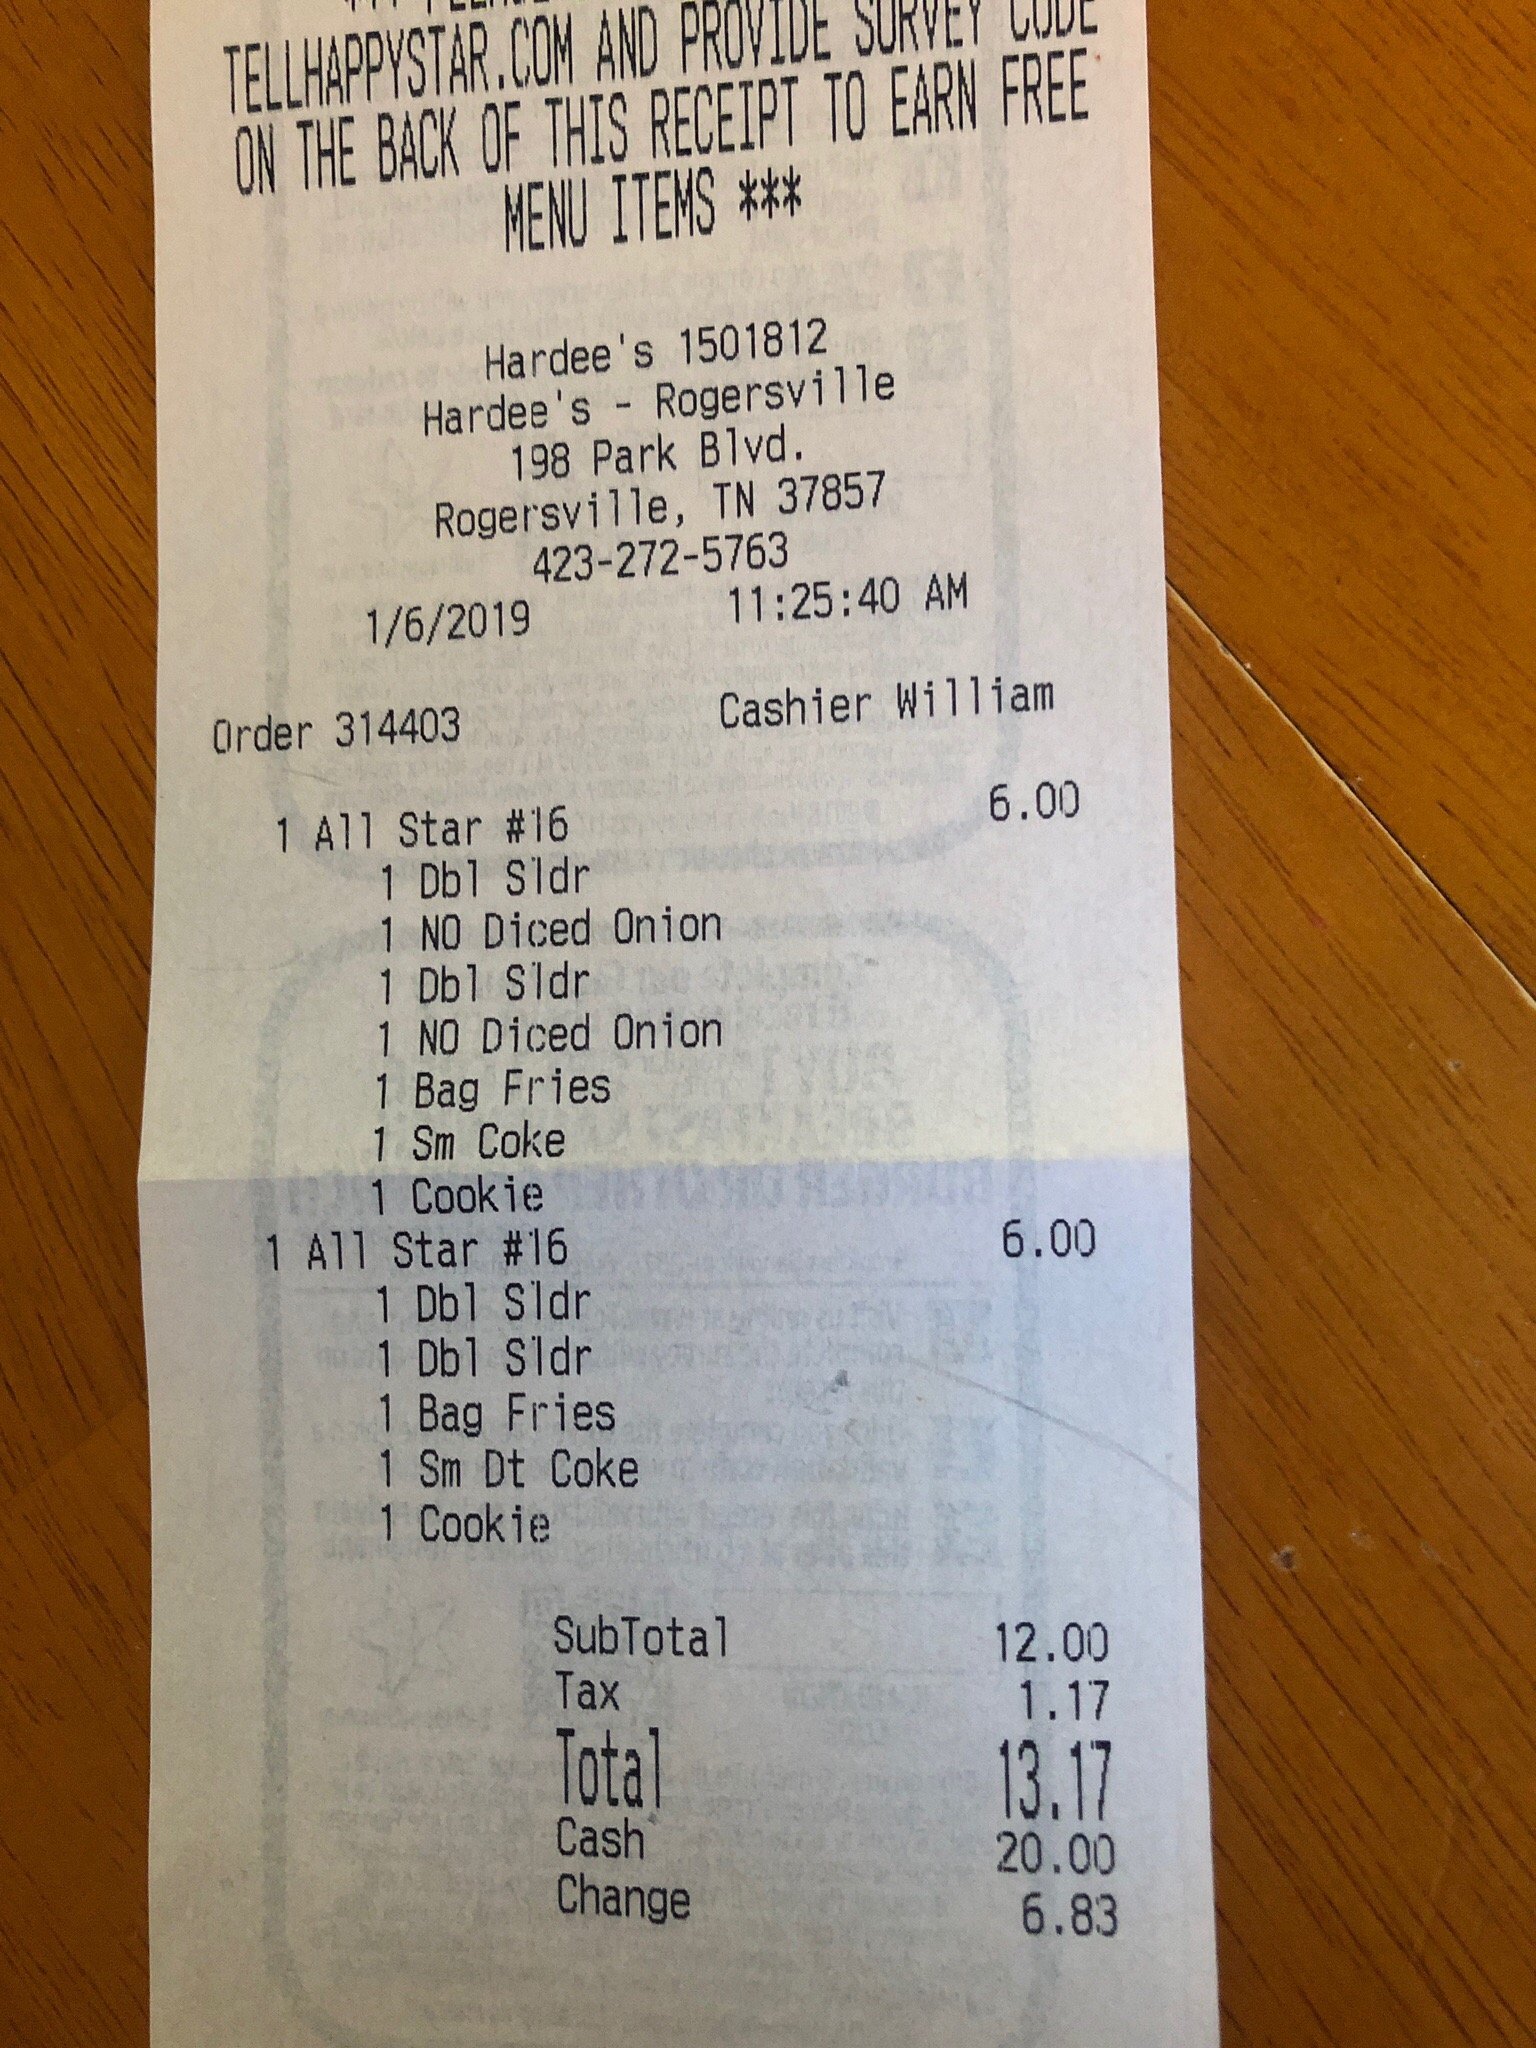 TELLHAPPYSTAR.COM AND PROVIDE SURVEY CODE
ON THE BACK OF THIS RECEIPT TO EARN FREE
MENU ITEMS ***
Hardee's 1501812
Hardee's - Rogersville
198 Park Blvd.
Rogersville, TN 37857
423-272-5763
1/6/2019 11:25:40 AM
Order 314403 Cashier William
1 All Star #16 6.00
1 Dbl Sldr
1 NO Diced Onion
1 Dbl Sldr
1 NO Diced Onion
1 Bag Fries
1 Sm Coke
1 Cookie
1 All Star #16 6.00
1 Dbl Sldr
1 Dbl Sldr
1 Bag Fries
1 Sm Dt Coke
1 Cookie
SubTotal 12.00
Tax 1.17
Total 13.17
Cash 20.00
Change 6.83